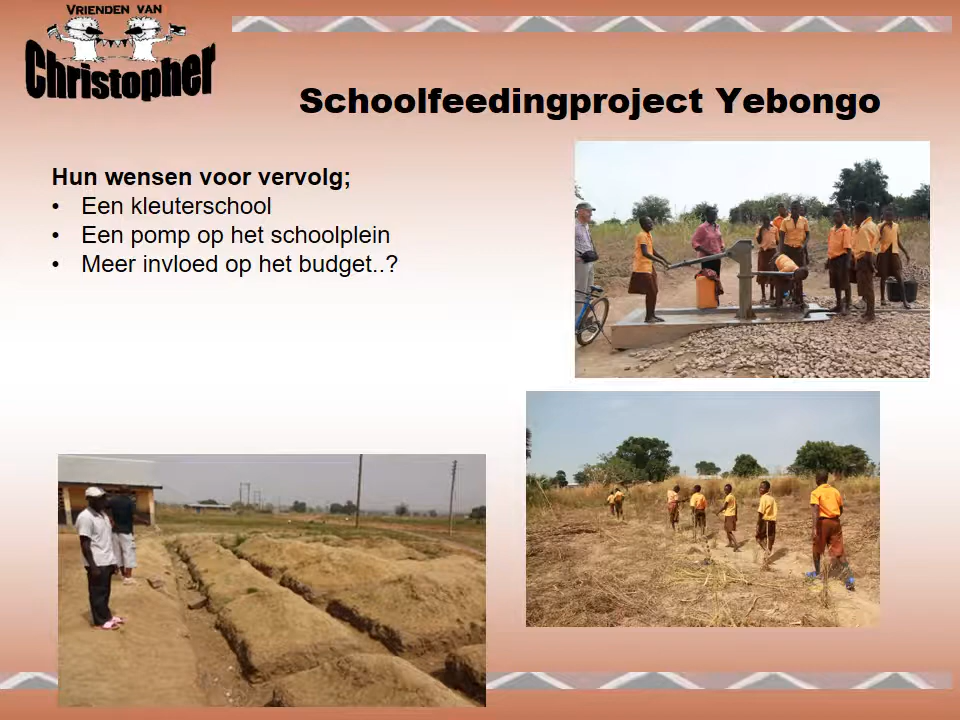 VRIENDEN VAN
Christopher
Schoolfeedingproject Yebongo
Hun wensen voor vervolg;
• Een kleuterschool
• Een pomp op het schoolplein
• Meer invloed op het budget..?